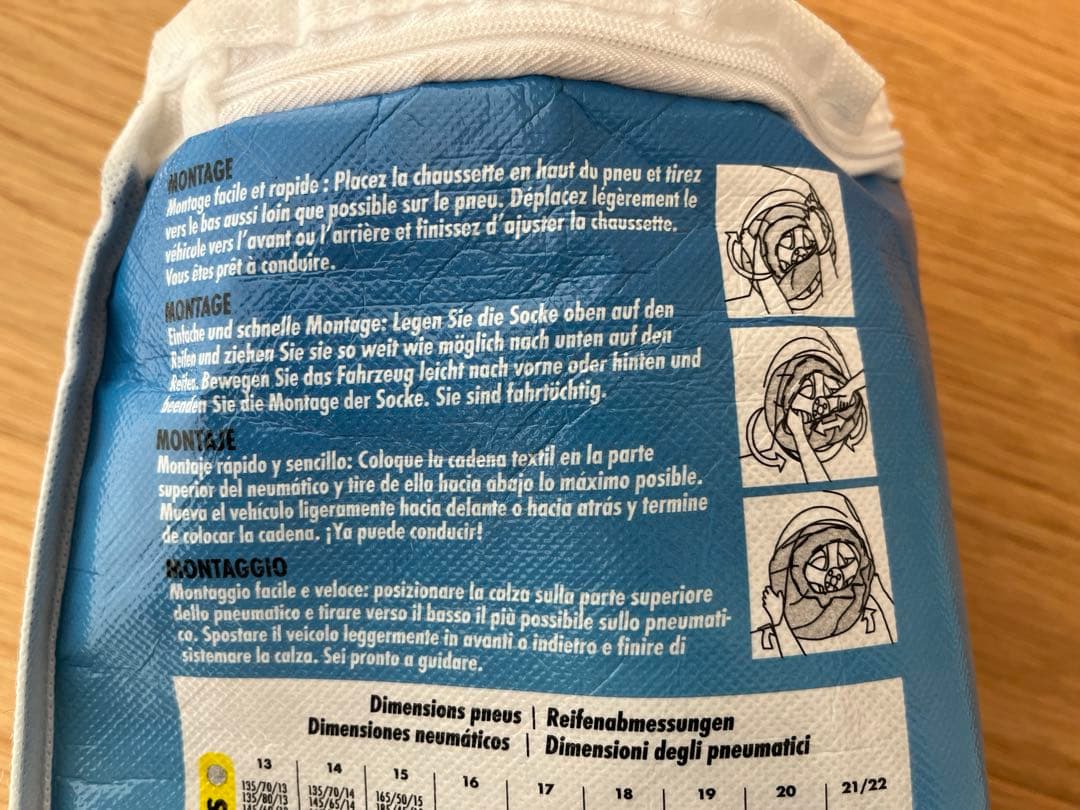 MONTAGE
Montage facile et rapide : Placez la chaussette en haut du pneu et tirez
vers le bas aussi loin que possible sur le pneu. Déplacez légèrement le
véhicule vers l'avant ou l'arrière et finissez d'ajuster la chaussette.
Vous êtes prêt à conduire.
MONTAGE
Einfache und schnelle Montage: Legen Sie die Socke oben auf den
Reifen und ziehen Sie sie so weit wie möglich nach unten auf den
Reifen. Bewegen Sie das Fahrzeug leicht nach vorne oder hinten und
beenden Sie die Montage der Socke. Sie sind fahrtüchtig.
MONTAJE
Montaje rápido y sencillo: Coloque la cadena textil en la parte
superior del neumático y tire de ella hacia abajo lo máximo posible.
Mueva el vehículo ligeramente hacia delante o hacia atrás y termine
de colocar la cadena. ¡Ya puede conducir!
MONTAGGIO
Montaggio facile e veloce: posizionare la calza sulla parte superiore
dello pneumatico e tirare verso il basso il più possibile sullo pneumati-
co. Spostare il veicolo leggermente in avanti o indietro e finire di
sistemare la calza. Sei pronto a guidare.
Dimensions pneus | Reifenabmessungen
Dimensiones neumáticos | Dimensioni degli pneumatici
13 14 15 16 17 18 19 20 21/22
135/70/13 135/70/14 165/50/15
135/80/13 145/65/14
S